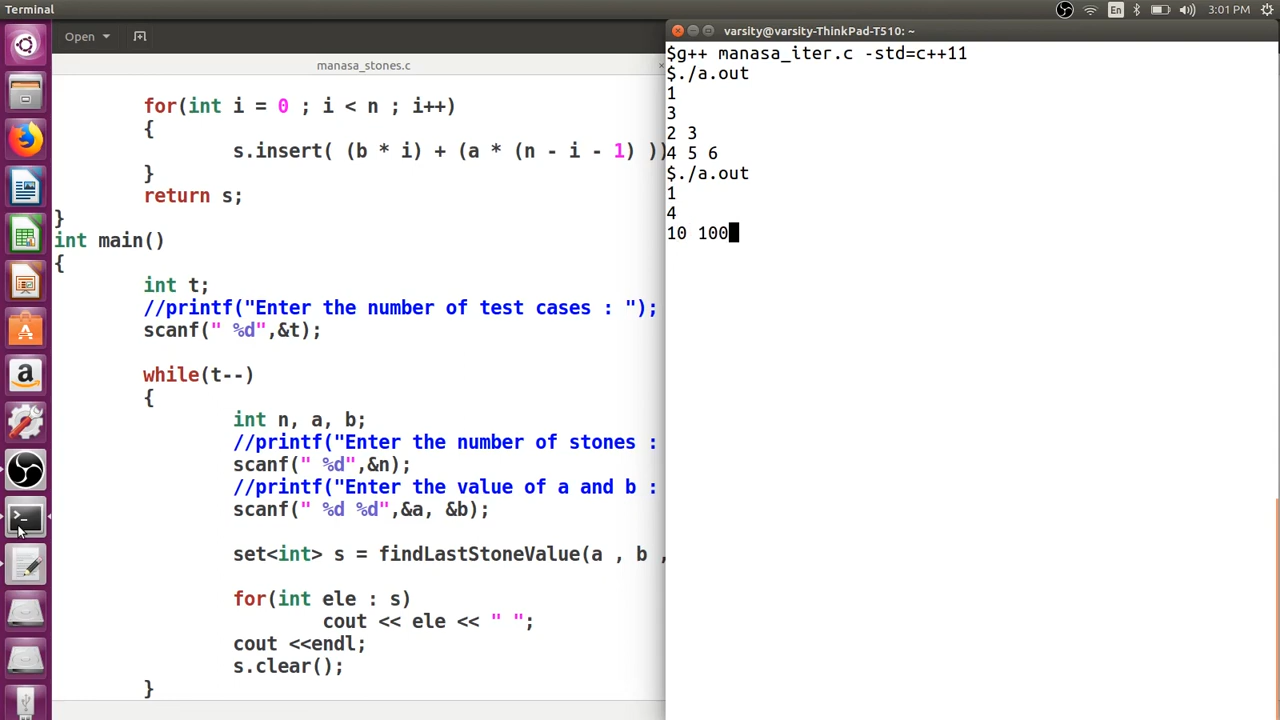 Terminal
En
3:01 PM
Open
manasa_stones.c
for(int i = 0 ; i < n ; i++)
{
s.insert( (b * i) + (a * (n - i - 1) ))
}
return s;
}
int main()
{
int t;
//printf("Enter the number of test cases : ");
scanf(" %d",&t);
while(t--)
{
int n, a, b;
//printf("Enter the number of stones :
scanf(" %d",&n);
//printf("Enter the value of a and b :
scanf(" %d %d",&a, &b);
set<int> s = findLastStoneValue(a , b ,
for(int ele : s)
cout << ele << " ";
cout <<endl;
s.clear();
}
varsity@varsity-ThinkPad-T510: ~
$g++ manasa_iter.c -std=c++11
$./a.out
1
3
2 3
4 5 6
$./a.out
1
4
10 100